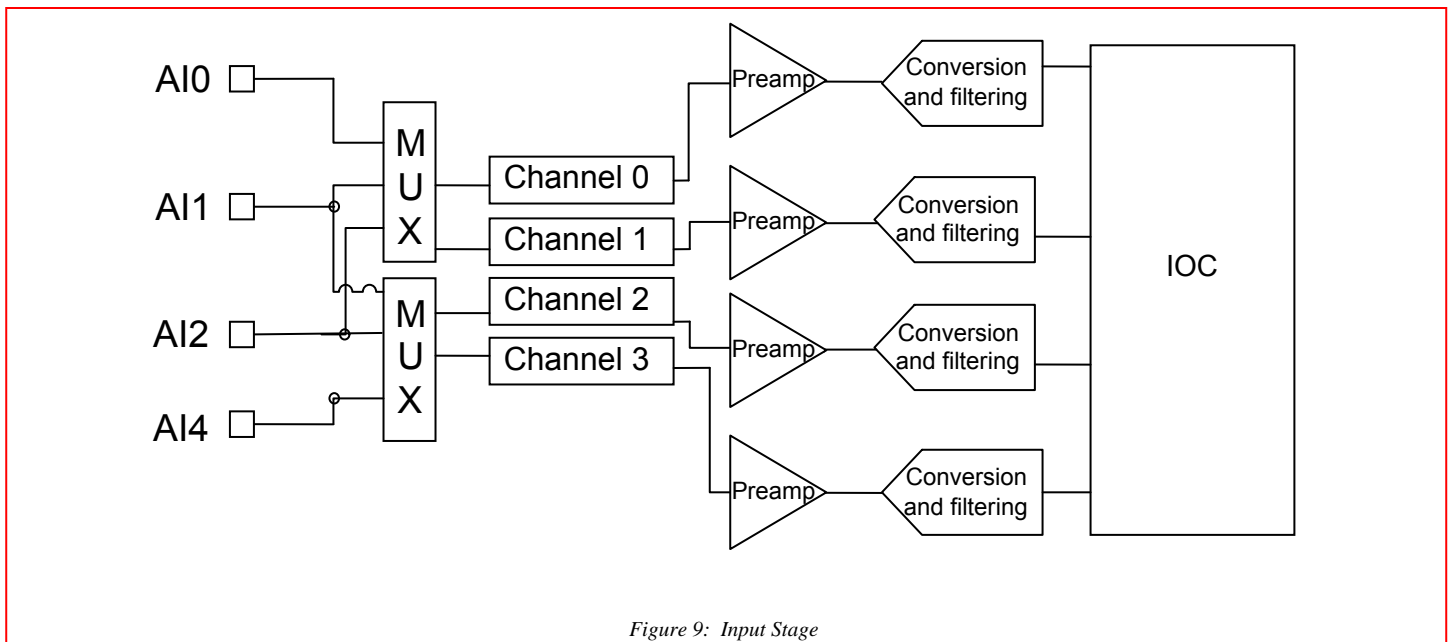 AI0
AI1
AI2
AI4
M
U
X
M
U
X
Channel 0
Channel 1
Channel 2
Channel 3
Preamp
Preamp
Preamp
Preamp
Conversion
and filtering
Conversion
and filtering
Conversion
and filtering
Conversion
and filtering
IOC
Figure 9: Input Stage